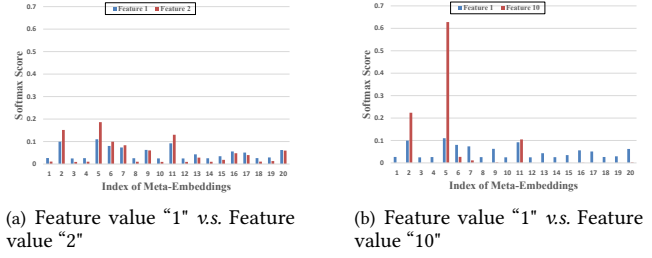 Feature 1 Feature 2
0.7
0.6
0.5
0.4
0.3
0.2
0.1
0
Softmax Score
1 2 3 4 5 6 7 8 9 10 11 12 13 14 15 16 17 18 19 20
Index of Meta-Embeddings
(a) Feature value “1" v.s. Feature
value “2"
Feature 1 Feature 10
0.7
0.6
0.5
0.4
0.3
0.2
0.1
0
Softmax Score
1 2 3 4 5 6 7 8 9 10 11 12 13 14 15 16 17 18 19 20
Index of Meta-Embeddings
(b) Feature value “1" v.s. Feature
value “10"